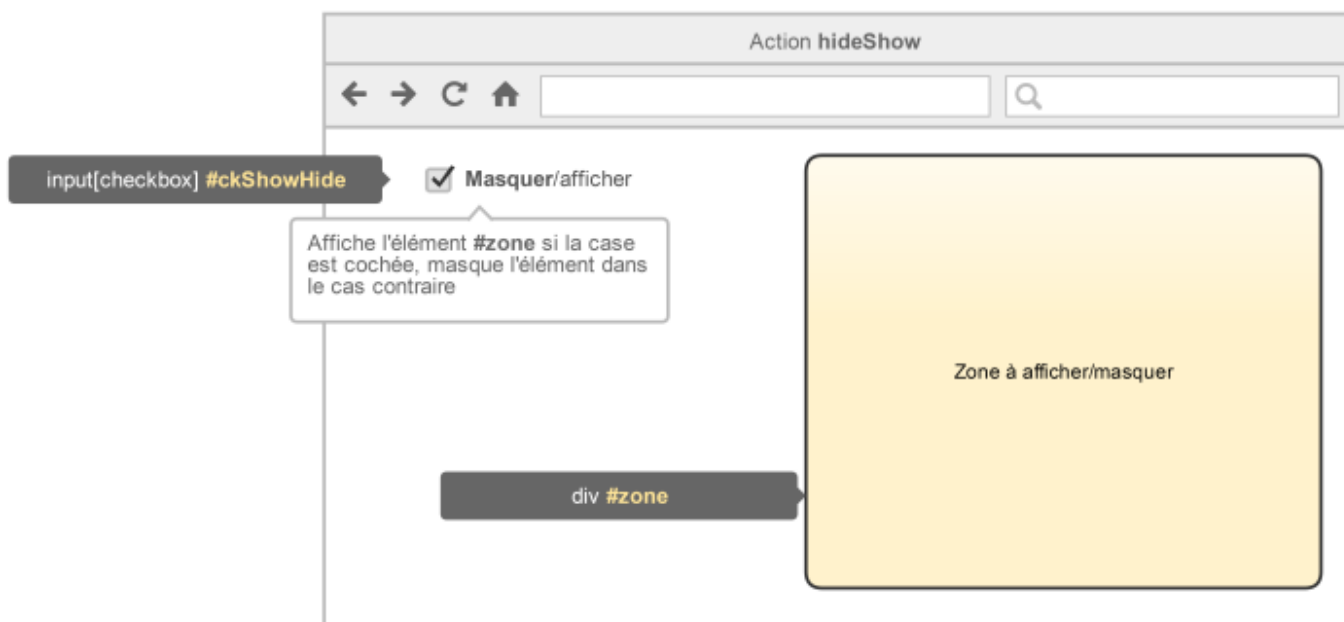 Action hideShow
input[checkbox] #ckShowHide
Masquer/afficher
Affiche l'élément #zone si la case
est cochée, masque l'élément dans
le cas contraire
Zone à afficher/masquer
div #zone